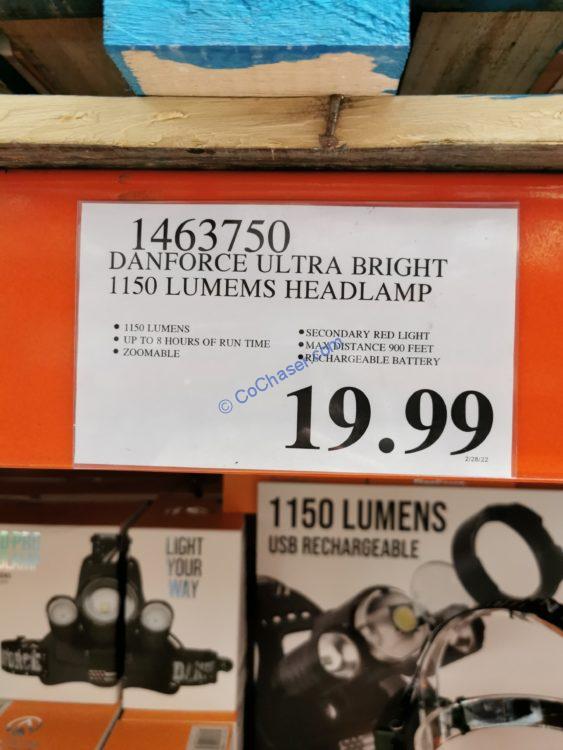 1463750
DANFORCE ULTRA BRIGHT
1150 LUMEMS HEADLAMP
• 1150 LUMENS
• UP TO 8 HOURS OF RUN TIME
• ZOOMABLE
• SECONDARY RED LIGHT
• MAX DISTANCE 900 FEET
• RECHARGEABLE BATTERY
© CoChaser.com
19.99
2/28/22
LIGHT
YOUR
WAY
1150 LUMENS
USB RECHARGEABLE